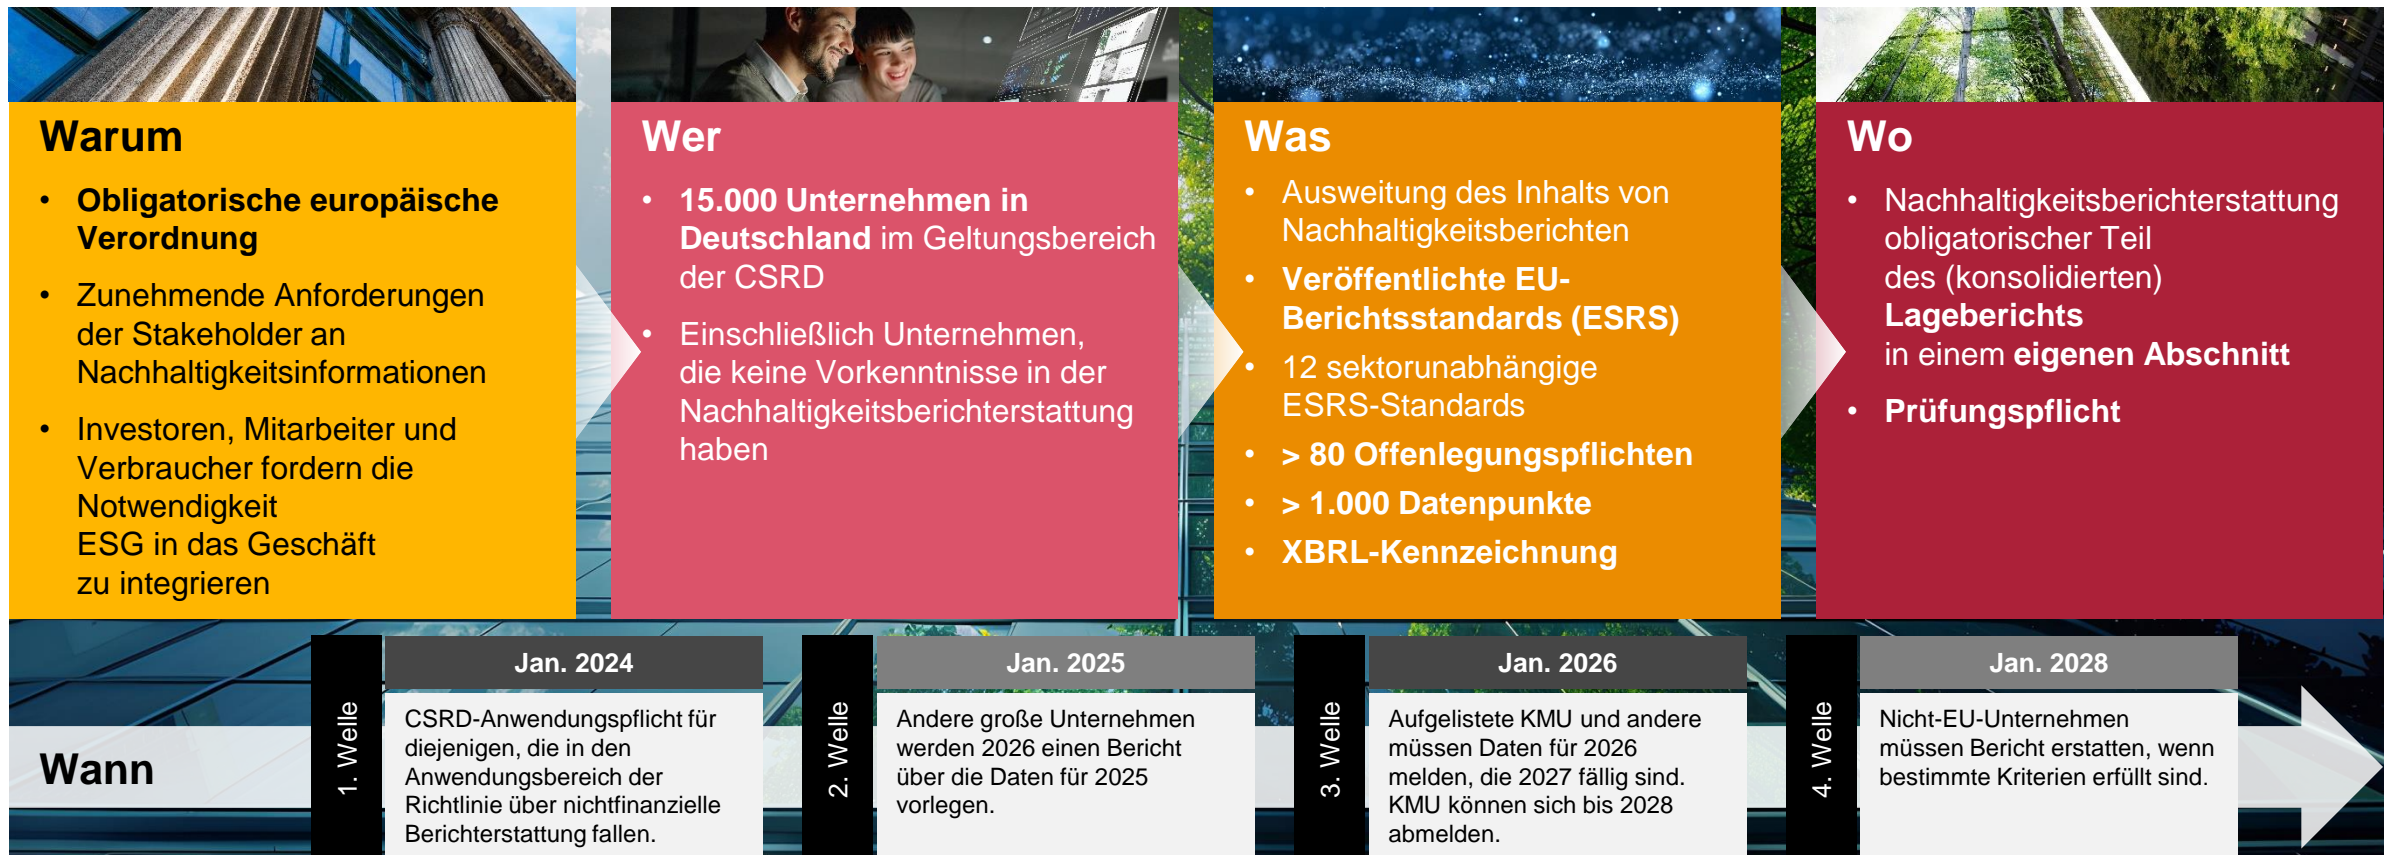 Warum
• Obligatorische europäische
Verordnung
• Zunehmende Anforderungen
der Stakeholder an
Nachhaltigkeitsinformationen
• Investoren, Mitarbeiter und
Verbraucher fordern die
Notwendigkeit
ESG in das Geschäft
zu integrieren
Wer
• 15.000 Unternehmen in
Deutschland im Geltungsbereich
der CSRD
• Einschließlich Unternehmen,
die keine Vorkenntnisse in der
Nachhaltigkeitsberichterstattung
haben
Was
• Ausweitung des Inhalts von
Nachhaltigkeitsberichten
• Veröffentlichte EU-
Berichtsstandards (ESRS)
• 12 sektorunabhängige
ESRS-Standards
• > 80 Offenlegungspflichten
• > 1.000 Datenpunkte
• XBRL-Kennzeichnung
Wo
• Nachhaltigkeitsberichterstattung
obligatorischer Teil
des (konsolidierten)
Lageberichts
in einem eigenen Abschnitt
• Prüfungspflicht
Wann
1. Welle
Jan. 2024
CSRD-Anwendungspflicht für
diejenigen, die in den
Anwendungsbereich der
Richtlinie über nichtfinanzielle
Berichterstattung fallen.
2. Welle
Jan. 2025
Andere große Unternehmen
werden 2026 einen Bericht
über die Daten für 2025
vorlegen.
3. Welle
Jan. 2026
Aufgelistete KMU und andere
müssen Daten für 2026
melden, die 2027 fällig sind.
KMU können sich bis 2028
abmelden.
4. Welle
Jan. 2028
Nicht-EU-Unternehmen
müssen Bericht erstatten, wenn
bestimmte Kriterien erfüllt sind.